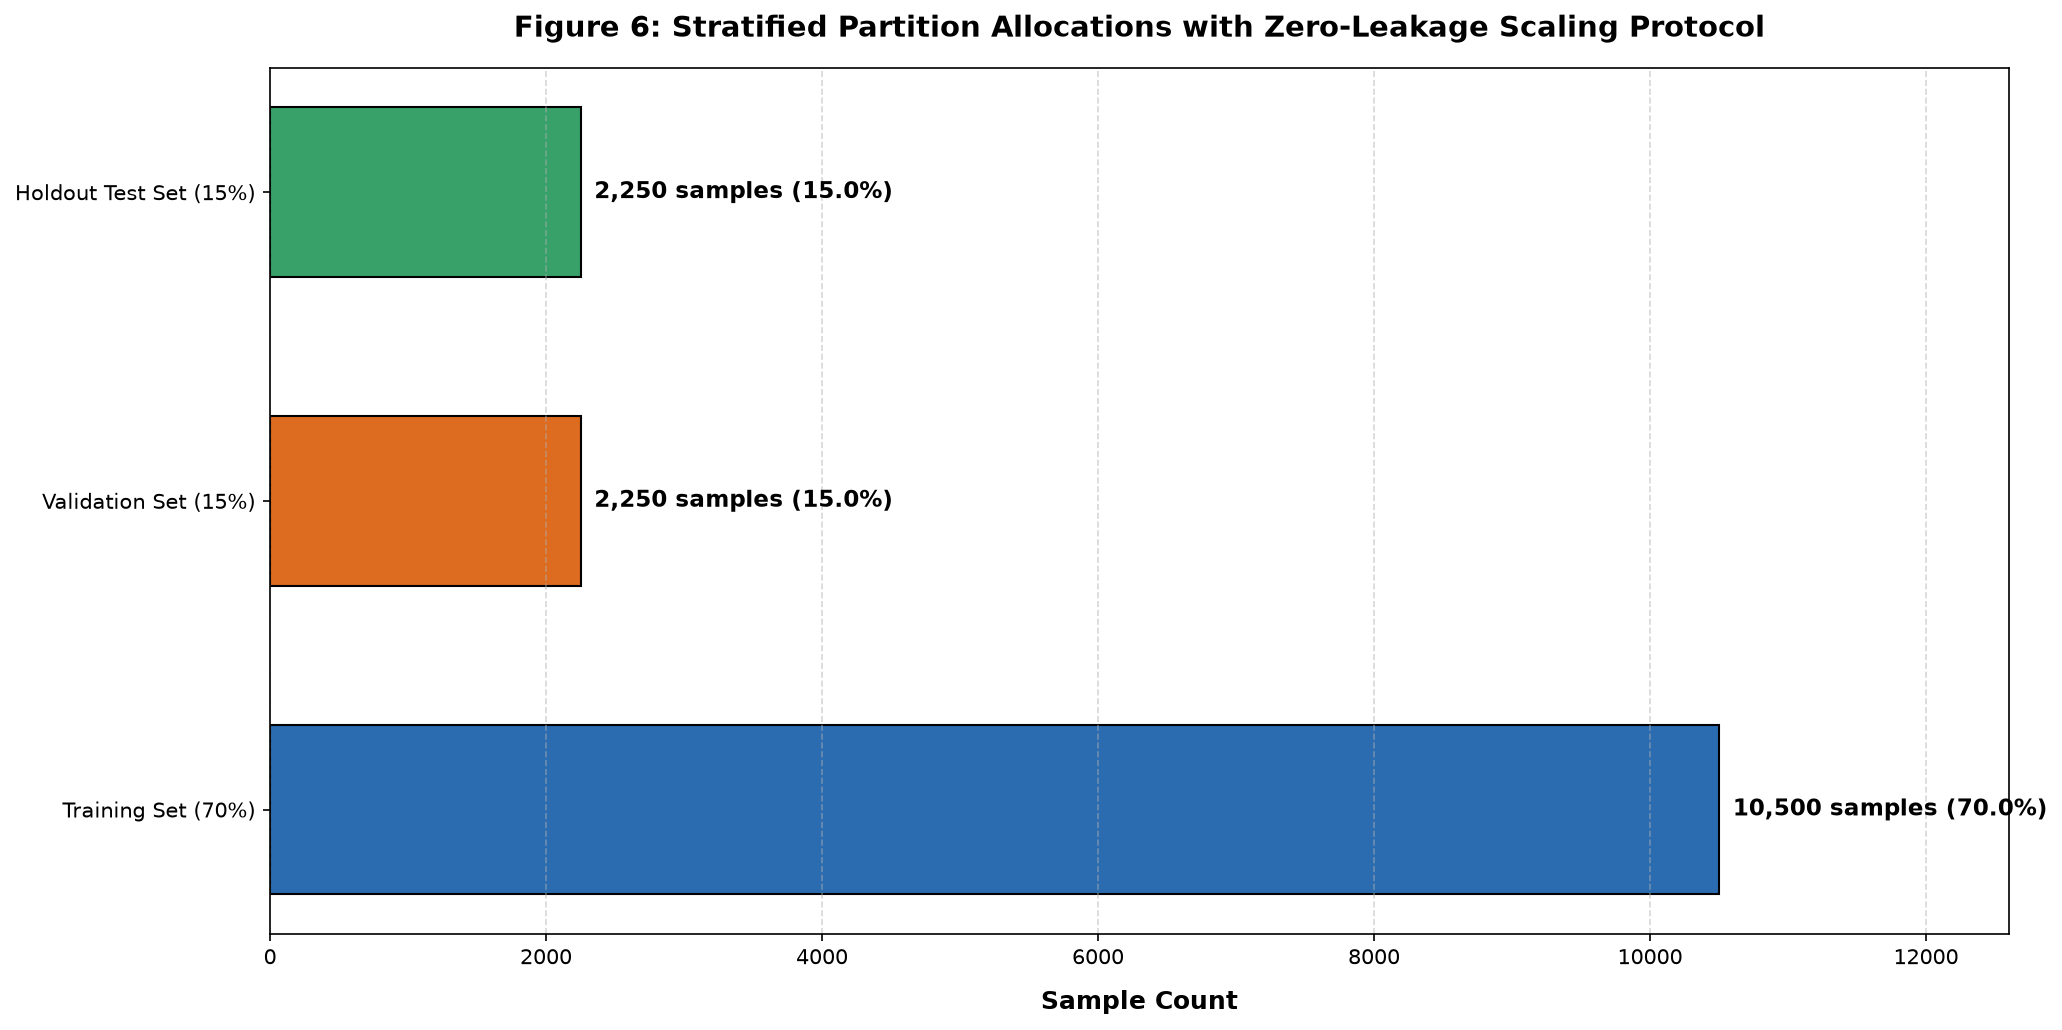 Figure 6: Stratified Partition Allocations with Zero-Leakage Scaling Protocol
Holdout Test Set (15%)
2,250 samples (15.0%)
Validation Set (15%)
2,250 samples (15.0%)
Training Set (70%)
10,500 samples (70.0%)
0 2000 4000 6000 8000 10000 12000
Sample Count